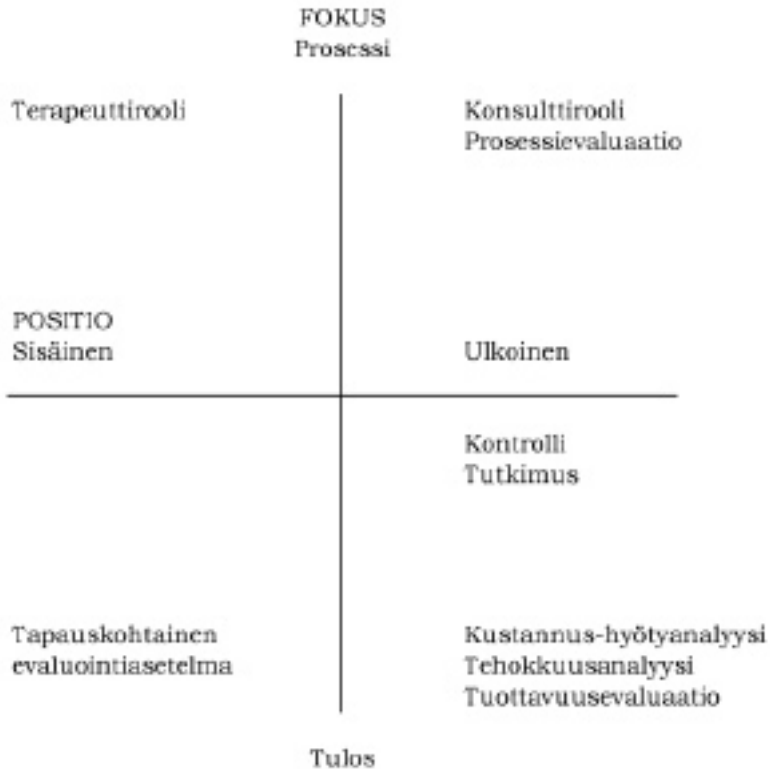 FOKUS
Prosessi
Terapeuttirooli
Konsulttirooli
Prosessievaluaatio
POSITIO
Sisäinen
Ulkoinen
Kontrolli
Tutkimus
Tapauskohtainen
evaluointiasetelma
Kustannus-hyötyanalyysi
Tehokkuusanalyysi
Tuottavuusevaluaatio
Tulos